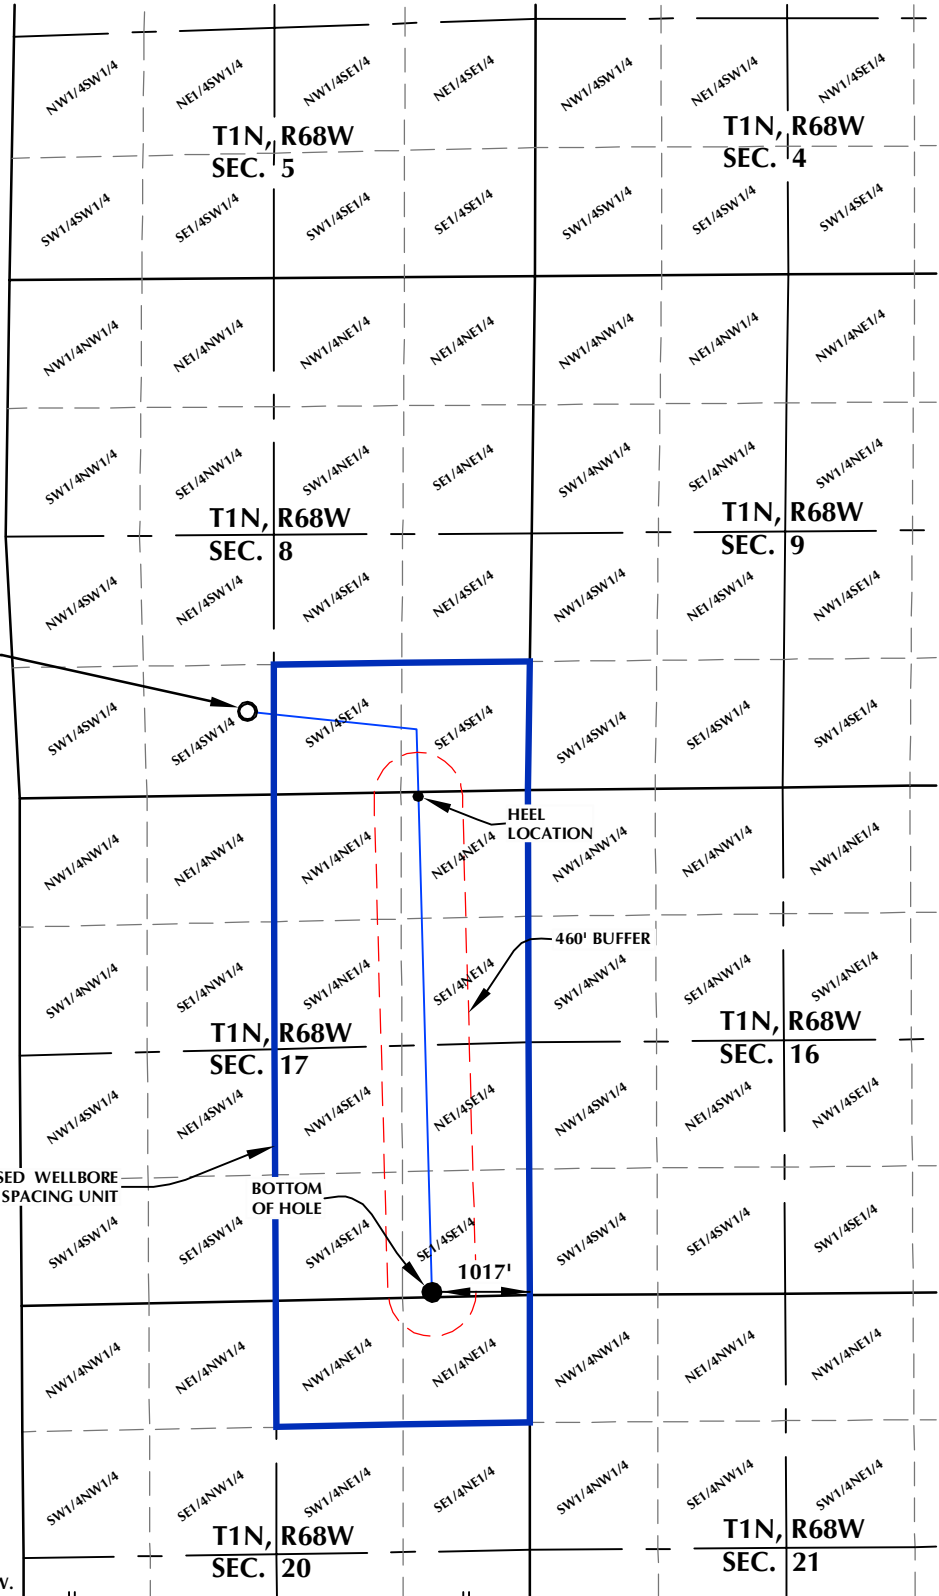 NW1/4SW1/4 NE1/4SW1/4 NW1/4SE1/4 NE1/4SE1/4 NW1/4SW1/4 NE1/4SW1/4 NW1/4SE1/4
T1N, R68W T1N, R68W
SEC. 5 SEC. 4
SW1/4SW1/4 SE1/4SW1/4 SW1/4SE1/4 SE1/4SE1/4 SW1/4SW1/4 SE1/4SW1/4 SW1/4SE1/4
NW1/4NW1/4 NE1/4NW1/4 NW1/4NE1/4 NE1/4NE1/4 NW1/4NW1/4 NE1/4NW1/4 NW1/4NE1/4
SW1/4NW1/4 SE1/4NW1/4 SW1/4NE1/4 SE1/4NE1/4 SW1/4NW1/4 SE1/4NW1/4 SW1/4NE1/4
T1N, R68W T1N, R68W
SEC. 8 SEC. 9
NW1/4SW1/4 NE1/4SW1/4 NW1/4SE1/4 NE1/4SE1/4 NW1/4SW1/4 NE1/4SW1/4 NW1/4SE1/4
SW1/4SW1/4 SE1/4SW1/4 SW1/4SE1/4 SE1/4SE1/4 SW1/4SW1/4 SE1/4SW1/4 SW1/4SE1/4
HEEL
LOCATION
NW1/4NW1/4 NE1/4NW1/4 NW1/4NE1/4 NE1/4NE1/4 NW1/4NW1/4 NE1/4NW1/4 NW1/4NE1/4
460' BUFFER
SW1/4NW1/4 SE1/4NW1/4 SW1/4NE1/4 SE1/4NE1/4 SW1/4NW1/4 SE1/4NW1/4 SW1/4NE1/4
T1N, R68W T1N, R68W
SEC. 17 SEC. 16
NW1/4SW1/4 NE1/4SW1/4 NW1/4SE1/4 NE1/4SE1/4 NW1/4SW1/4 NE1/4SW1/4 NW1/4SE1/4
SED WELLBORE
SPACING UNIT
BOTTOM
OF HOLE
SW1/4SW1/4 SE1/4SW1/4 SW1/4SE1/4 SE1/4SE1/4 SW1/4SW1/4 SE1/4SW1/4 SW1/4SE1/4
1017'
NW1/4NW1/4 NE1/4NW1/4 NW1/4NE1/4 NE1/4NE1/4 NW1/4NW1/4 NE1/4NW1/4 NW1/4NE1/4
SW1/4NW1/4 SE1/4NW1/4 SW1/4NE1/4 SE1/4NE1/4 SW1/4NW1/4 SE1/4NW1/4 SW1/4NE1/4
T1N, R68W T1N, R68W
SEC. 20 SEC. 21
W.